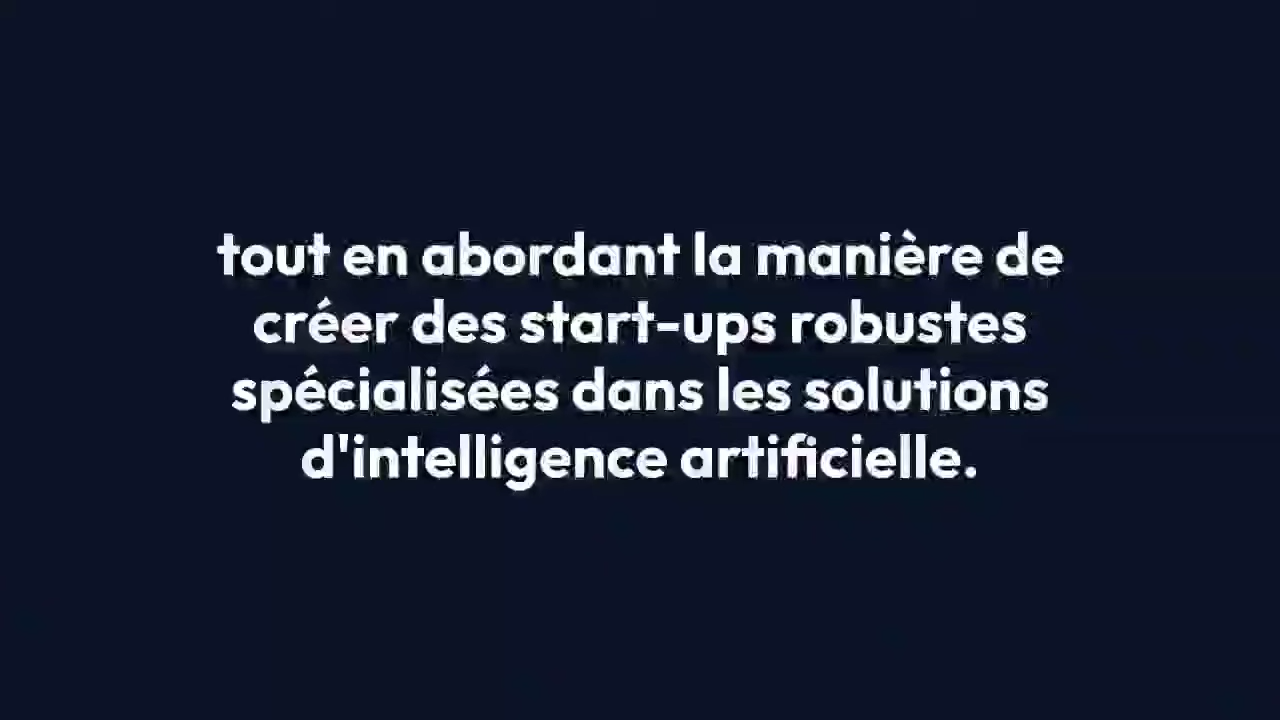 tout en abordant la manière de
créer des start-ups robustes
spécialisées dans les solutions
d'intelligence artificielle.